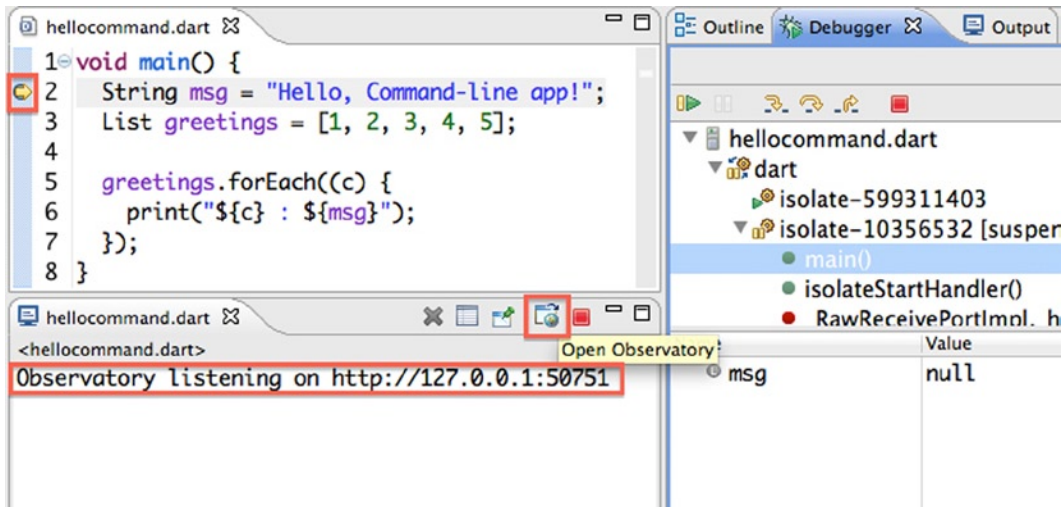 hellocommand.dart
1 void main() {
2 String msg = "Hello, Command-line app!";
3 List greetings = [1, 2, 3, 4, 5];
4
5 greetings.forEach((c) {
6 print("${c} : ${msg}");
7 });
8 }
hellocommand.dart
<hellocommand.dart>
Open Observatory
Observatory listening on http://127.0.0.1:50751
Outline Debugger Output
hellocommand.dart
dart
isolate-599311403
isolate-10356532 [susper
main()
isolateStartHandler()
_RawReceivePortImpl. h
Value
msg null